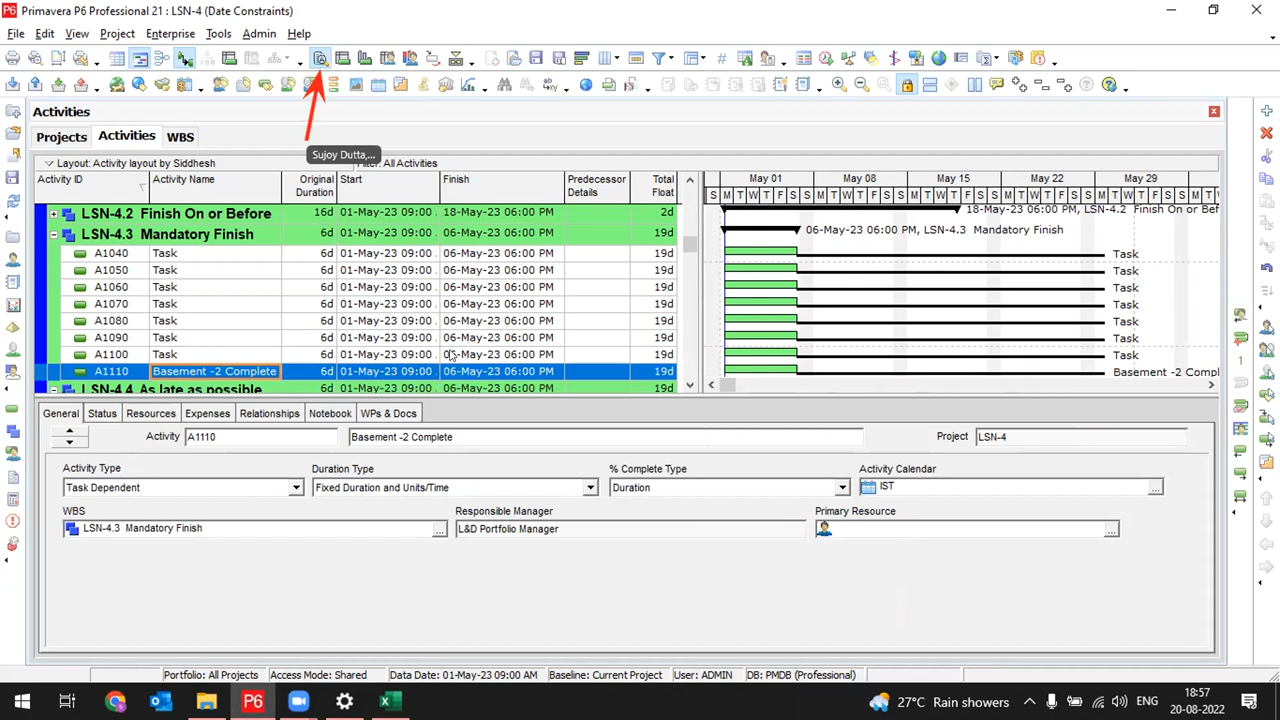 P6 Primavera P6 Professional 21 : LSN-4 (Date Constraints)
File Edit View Project Enterprise Tools Admin Help
Activities
Projects Activities WBS
Sujoy Dutta,...
Layout: Activity layout by Siddhesh Filter: All Activities
Activity ID Activity Name Original Duration Start Finish Predecessor Details Total Float
May 01 May 08 May 15 May 22 May 29
S M T W T F S S M T W T F S S M T W T F S S M T W T F S S M T W T F S
LSN-4.2 Finish On or Before 16d 01-May-23 09:00 . 18-May-23 06:00 PM 2d 18-May-23 06:00 PM, LSN-4.2 Finish On or Bef
LSN-4.3 Mandatory Finish 6d 01-May-23 09:00 . 06-May-23 06:00 PM 19d 06-May-23 06:00 PM, LSN-4.3 Mandatory Finish
A1040 Task 6d 01-May-23 09:00 . 06-May-23 06:00 PM 19d Task
A1050 Task 6d 01-May-23 09:00 . 06-May-23 06:00 PM 19d Task
A1060 Task 6d 01-May-23 09:00 . 06-May-23 06:00 PM 19d Task
A1070 Task 6d 01-May-23 09:00 . 06-May-23 06:00 PM 19d Task
A1080 Task 6d 01-May-23 09:00 . 06-May-23 06:00 PM 19d Task
A1090 Task 6d 01-May-23 09:00 . 06-May-23 06:00 PM 19d Task
A1100 Task 6d 01-May-23 09:00 . 06-May-23 06:00 PM 19d Task
A1110 Basement -2 Complete 6d 01-May-23 09:00 . 06-May-23 06:00 PM 19d Basement -2 Compl
LSN-4.4 As late as possible 6d 01-May-23 09:00 . 06-May-23 06:00 PM 19d
General Status Resources Expenses Relationships Notebook WPs & Docs
Activity A1110 Basement -2 Complete Project LSN-4
Activity Type Duration Type % Complete Type Activity Calendar
Task Dependent Fixed Duration and Units/Time Duration IST ...
WBS Responsible Manager Primary Resource
LSN-4.3 Mandatory Finish ... L&D Portfolio Manager ...
Portfolio: All Projects Access Mode: Shared Data Date: 01-May-23 09:00 AM Baseline: Current Project User: ADMIN DB: PMDB (Professional)
P6 27°C Rain showers ENG 18:57
20-08-2022